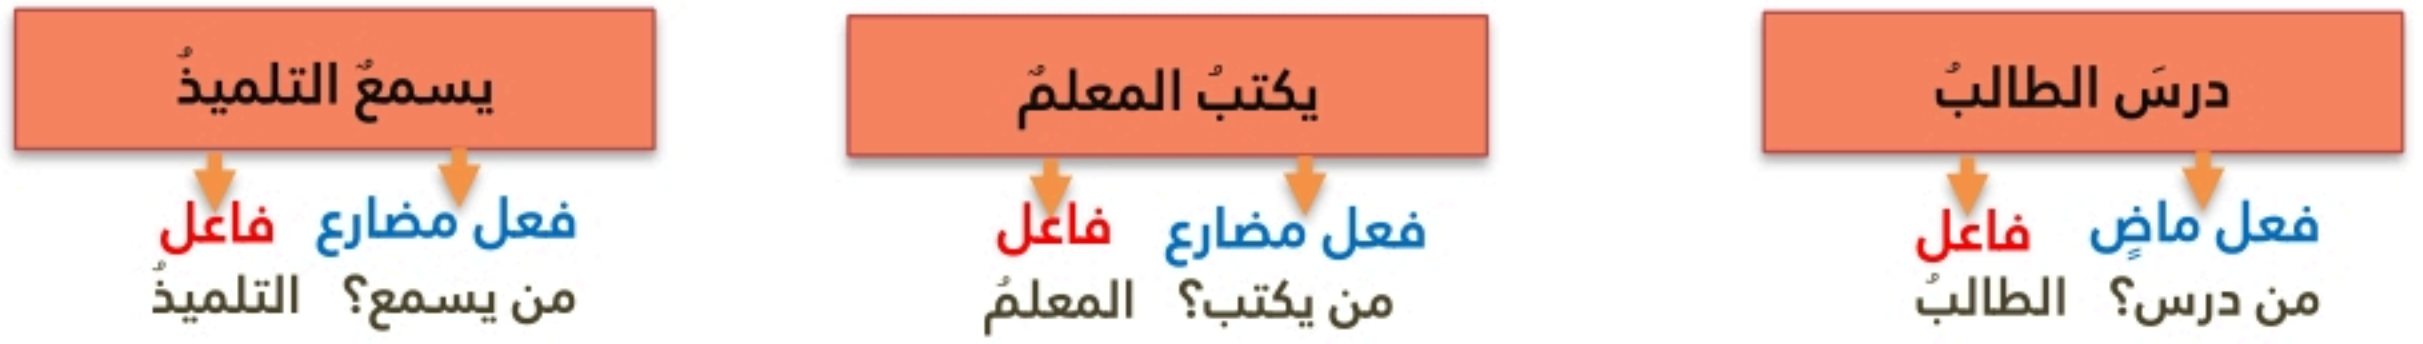 درسَ الطالبُ
فعل ماضٍ فاعل
من درس؟ الطالبُ
يكتبُ المعلمُ
فعل مضارع فاعل
من يكتب؟ المعلمُ
يسمعُ التلميذُ
فعل مضارع فاعل
من يسمع؟ التلميذُ